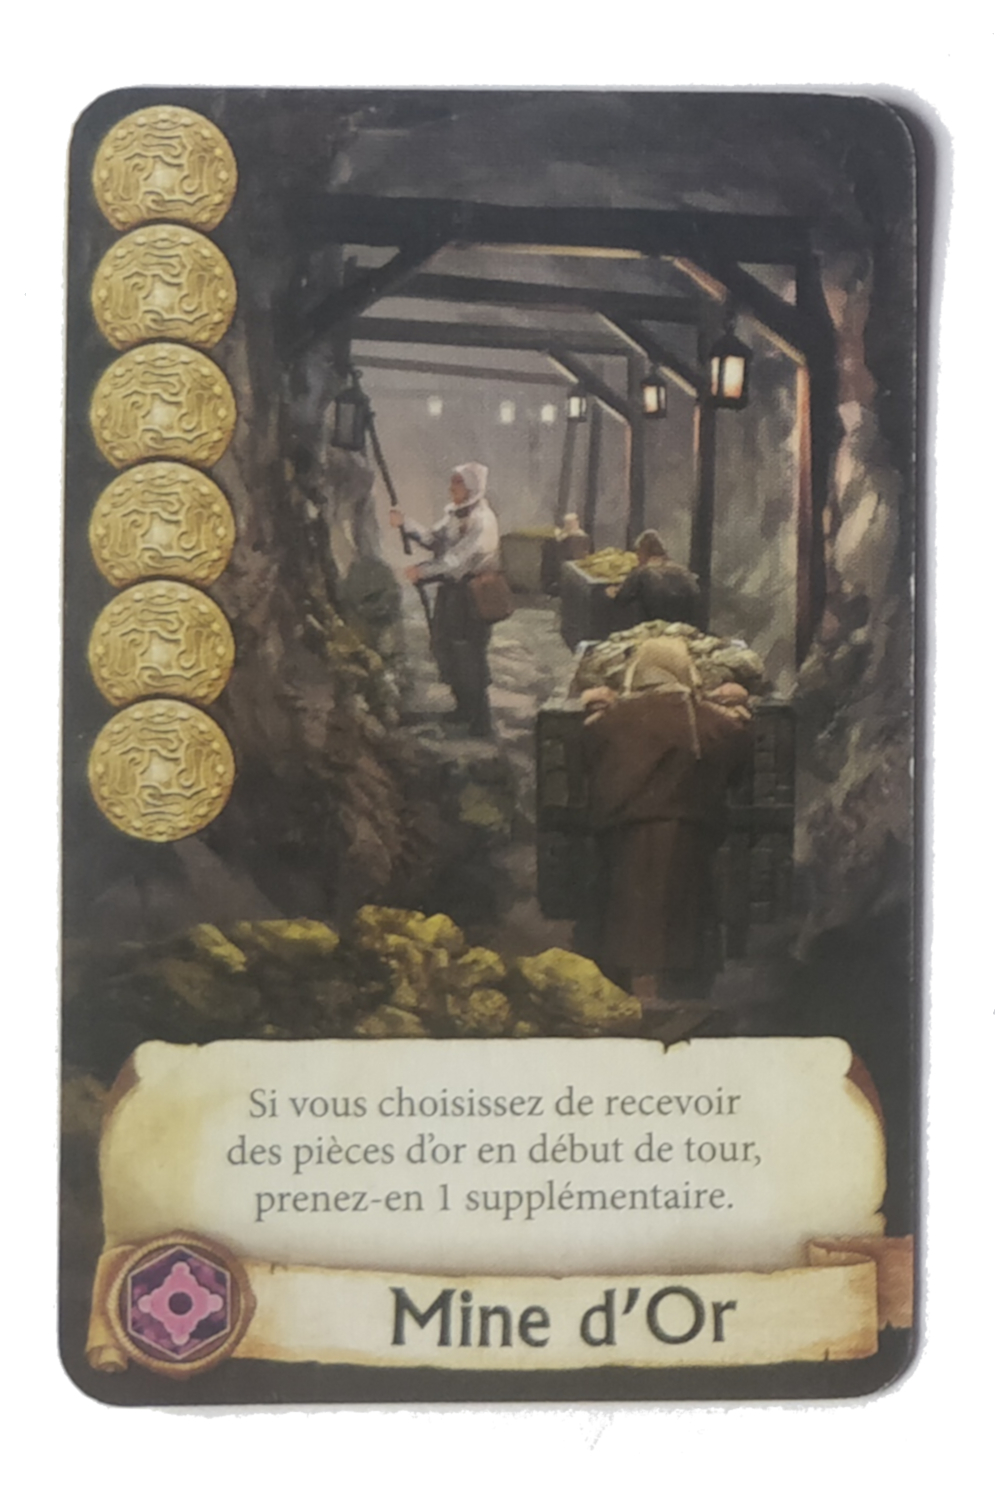 Si vous choisissez de recevoir
des pièces d'or en début de tour,
prenez-en 1 supplémentaire.
Mine d'Or